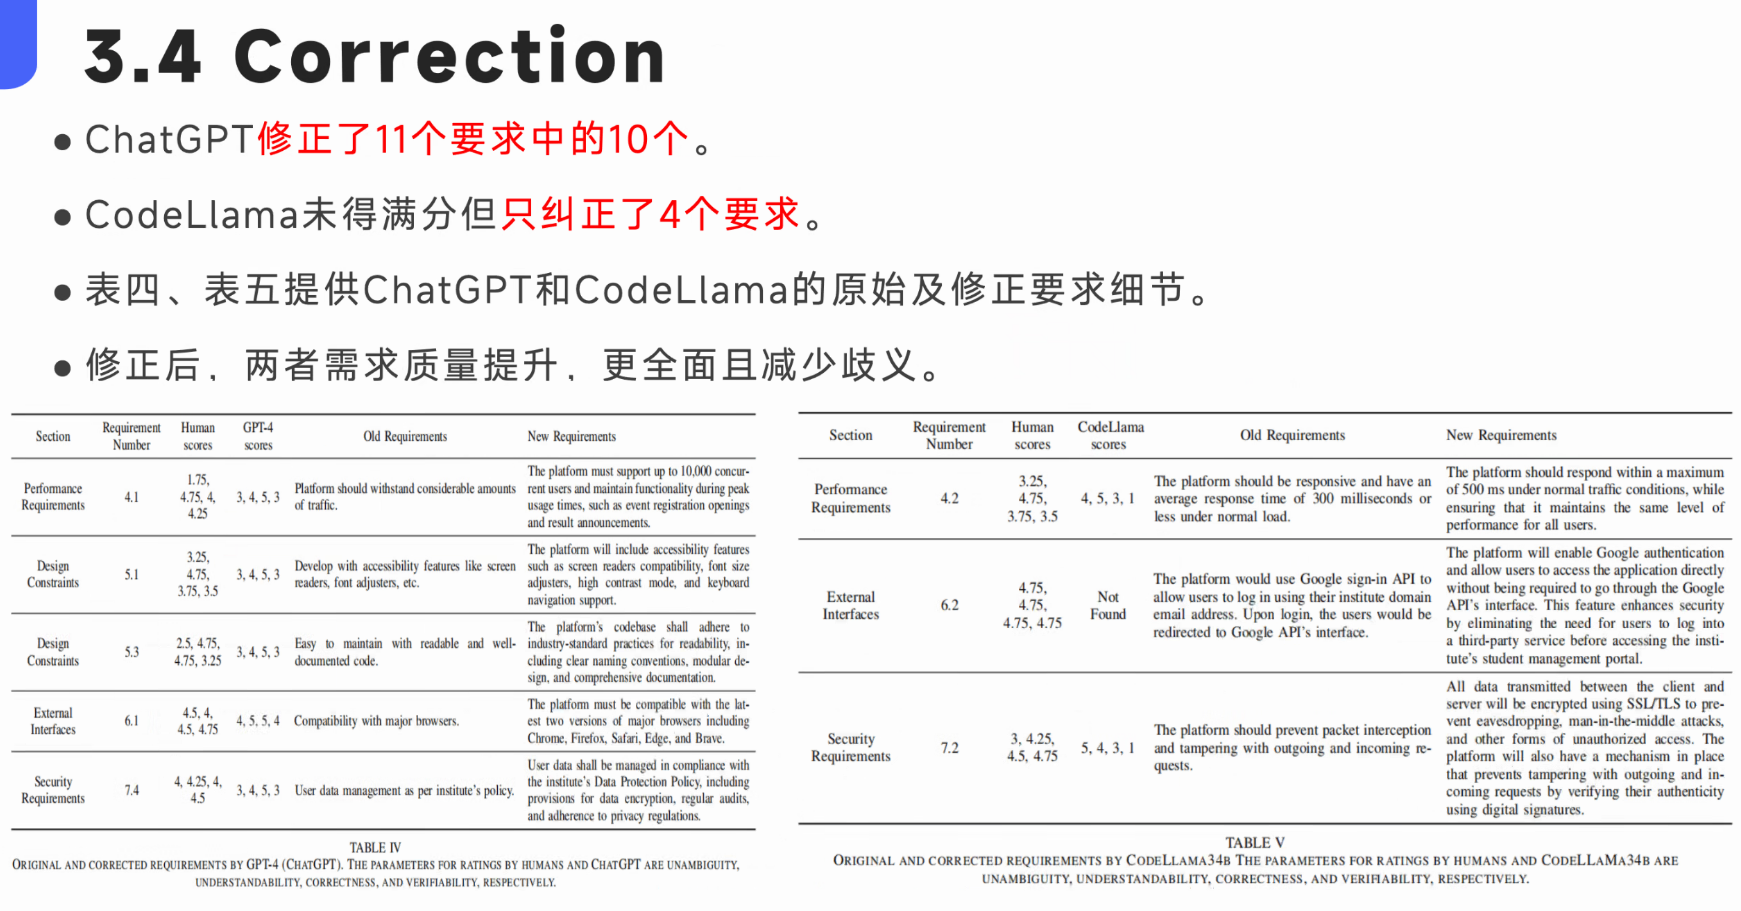 3.4 Correction
● ChatGPT修正了11个要求中的10个。
● CodeLlama未得满分但只纠正了4个要求。
● 表四、表五提供ChatGPT和CodeLlama的原始及修正要求细节。
● 修正后，两者需求质量提升，更全面且减少歧义。
Section
Requirement
Number
Human
scores
GPT-4
scores
Old Requirements
New Requirements
Performance
Requirements
4.1
1.75,
4.75, 4,
4.25
3, 4, 5, 3
Platform should withstand considerable amounts
of traffic.
The platform must support up to 10,000 concur-
rent users and maintain functionality during peak
usage times, such as event registration openings
and result announcements.
Design
Constraints
5.1
3.25,
4.75,
3.75, 3.5
3, 4, 5, 3
Develop with accessibility features like screen
readers, font adjusters, etc.
The platform will include accessibility features
such as screen readers compatibility, font size
adjusters, high contrast mode, and keyboard
navigation support.
Design
Constraints
5.3
2.5, 4.75,
4.75, 3.25
3, 4, 5, 3
Easy to maintain with readable and well-
documented code.
The platform's codebase shall adhere to
industry-standard practices for readability, in-
cluding clear naming conventions, modular de-
sign, and comprehensive documentation.
External
Interfaces
6.1
4.5, 4,
4.5, 4.75
4, 5, 5, 4
Compatibility with major browsers.
The platform must be compatible with the lat-
est two versions of major browsers including
Chrome, Firefox, Safari, Edge, and Brave.
Security
Requirements
7.4
4, 4.25, 4,
4.5
3, 4, 5, 3
User data management as per institute's policy.
User data shall be managed in compliance with
the institute's Data Protection Policy, including
provisions for data encryption, regular audits,
and adherence to privacy regulations.
TABLE IV
ORIGINAL AND CORRECTED REQUIREMENTS BY GPT-4 (CHATGPT). THE PARAMETERS FOR RATINGS BY HUMANS AND CHATGPT ARE UNAMBIGUITY,
UNDERSTANDABILITY, CORRECTNESS, AND VERIFIABILITY, RESPECTIVELY.
Section
Requirement
Number
Human
scores
CodeLlama
scores
Old Requirements
New Requirements
Performance
Requirements
4.2
3.25,
4.75,
3.75, 3.5
4, 5, 3, 1
The platform should be responsive and have an
average response time of 300 milliseconds or
less under normal load.
The platform should respond within a maximum
of 500 ms under normal traffic conditions, while
ensuring that it maintains the same level of
performance for all users.
External
Interfaces
6.2
4.75,
4.75,
4.75, 4.75
Not
Found
The platform would use Google sign-in API to
allow users to log in using their institute domain
email address. Upon login, the users would be
redirected to Google API's interface.
The platform will enable Google authentication
and allow users to access the application directly
without being required to go through the Google
API's interface. This feature enhances security
by eliminating the need for users to log into
a third-party service before accessing the insti-
tute's student management portal.
Security
Requirements
7.2
3, 4.25,
4.5, 4.75
5, 4, 3, 1
The platform should prevent packet interception
and tampering with outgoing and incoming re-
quests.
All data transmitted between the client and
server will be encrypted using SSL/TLS to pre-
vent eavesdropping, man-in-the-middle attacks,
and other forms of unauthorized access. The
platform will also have a mechanism in place
that prevents tampering with outgoing and in-
coming requests by verifying their authenticity
using digital signatures.
TABLE V
ORIGINAL AND CORRECTED REQUIREMENTS BY CODELLAMA34B THE PARAMETERS FOR RATINGS BY HUMANS AND CODELLAMA34B ARE
UNAMBIGUITY, UNDERSTANDABILITY, CORRECTNESS, AND VERIFIABILITY, RESPECTIVELY.